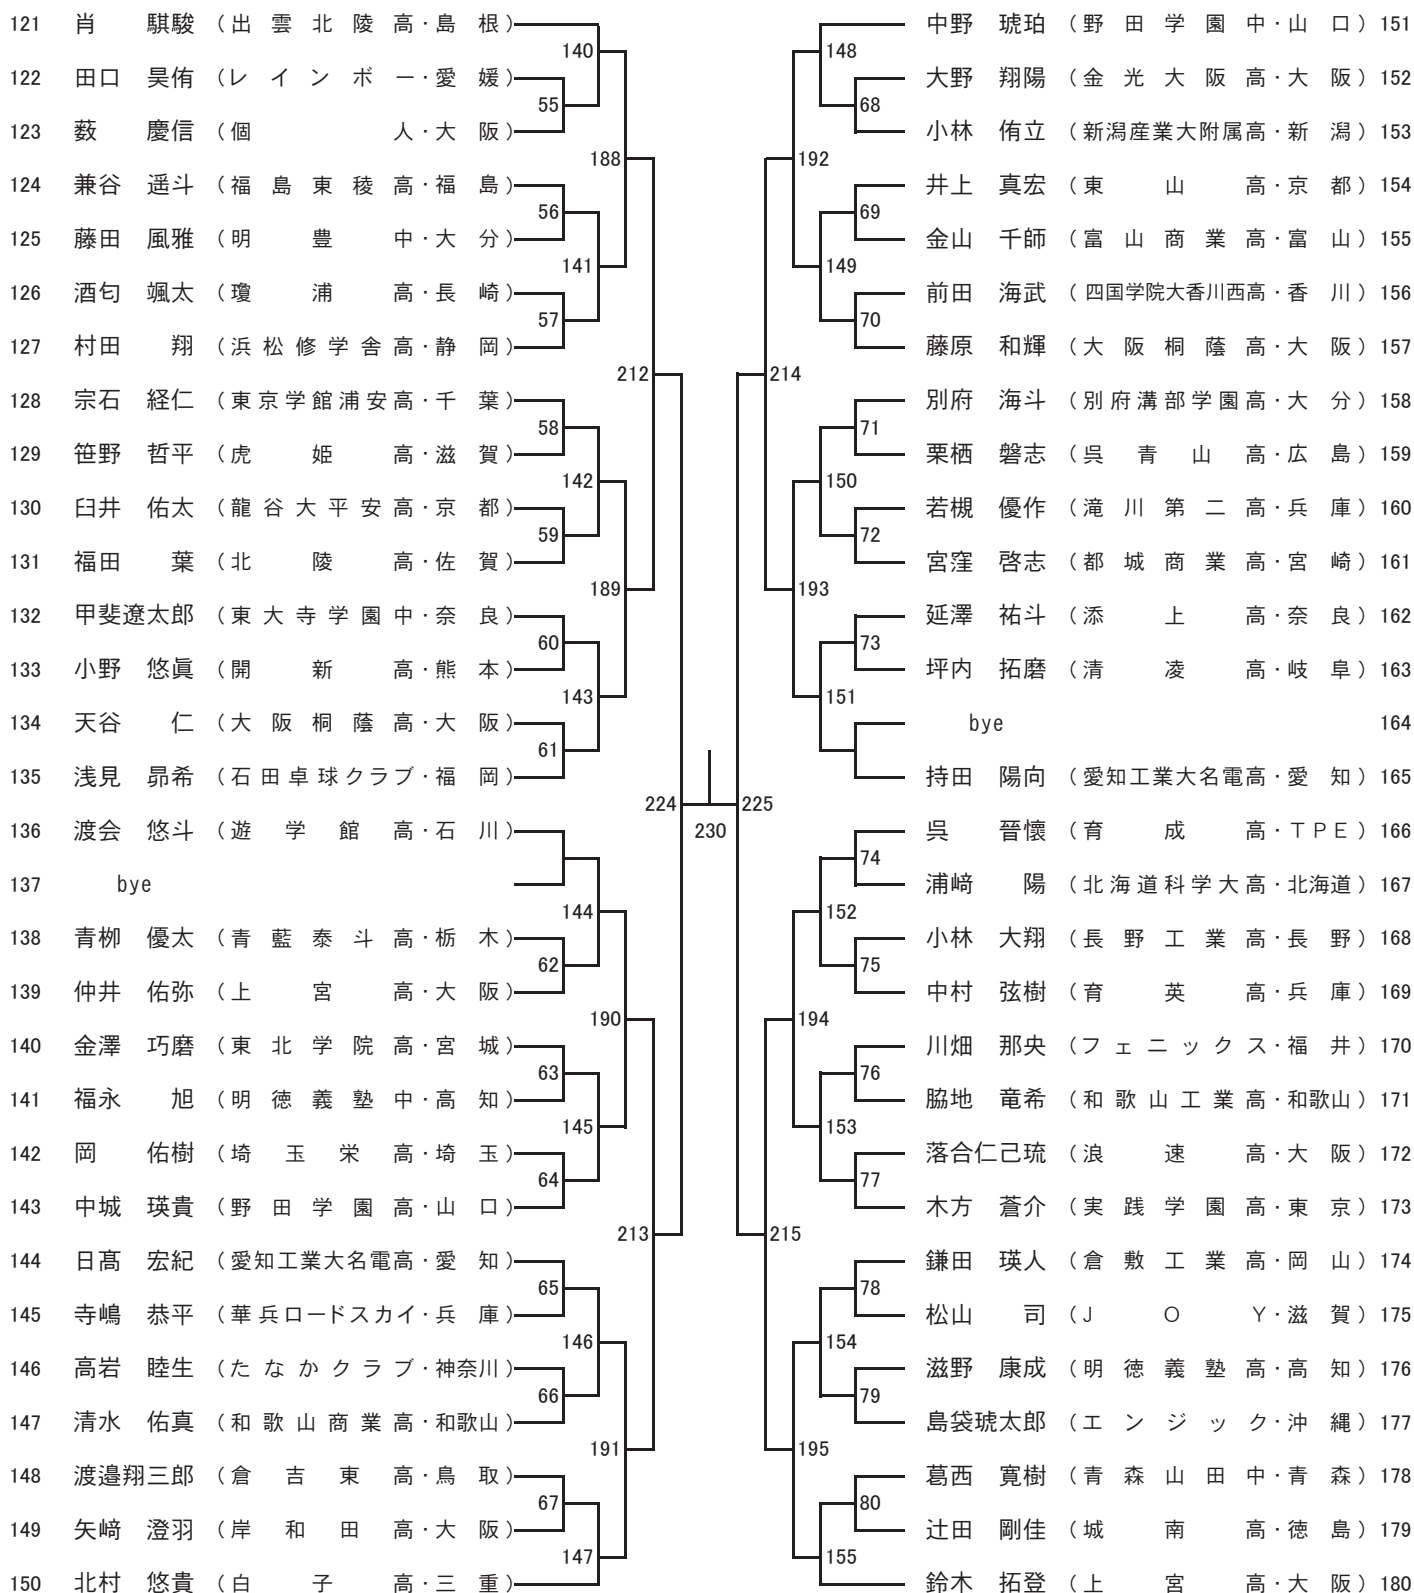 121 肖 騏駿 （出雲北陵高・島根）
140
122 田口 昊侑 （レインボー・愛媛）
55
123 薮 慶信 （個人・大阪）
188
124 兼谷 遥斗 （福島東稜高・福島）
56
125 藤田 風雅 （明豊中・大分）
141
126 酒匂 颯太 （瓊浦高・長崎）
57
127 村田 翔 （浜松修学舎高・静岡）
212
128 宗石 経仁 （東京学館浦安高・千葉）
58
129 笹野 哲平 （虎姫高・滋賀）
142
130 臼井 佑太 （龍谷大平安高・京都）
59
131 福田 葉 （北陵高・佐賀）
189
132 甲斐遼太郎 （東大寺学園中・奈良）
60
133 小野 悠眞 （開新高・熊本）
143
134 天谷 仁 （大阪桐蔭高・大阪）
61
135 浅見 昴希 （石田卓球クラブ・福岡）
224
136 渡会 悠斗 （遊学館高・石川）
137 bye
144
138 青栁 優太 （青藍泰斗高・栃木）
62
139 仲井 佑弥 （上宮高・大阪）
190
140 金澤 巧磨 （東北学院高・宮城）
63
141 福永 旭 （明徳義塾中・高知）
145
142 岡 佑樹 （埼玉栄高・埼玉）
64
143 中城 瑛貴 （野田学園高・山口）
213
144 日髙 宏紀 （愛知工業大名電高・愛知）
65
145 寺嶋 恭平 （華兵ロードスカイ・兵庫）
146
146 高岩 睦生 （たなかクラブ・神奈川）
66
147 清水 佑真 （和歌山商業高・和歌山）
191
148 渡邉翔三郎 （倉吉東高・鳥取）
67
149 矢﨑 澄羽 （岸和田高・大阪）
147
150 北村 悠貴 （白子高・三重）
230
中野 琥珀 （野田学園中・山口） 151
148
大野 翔陽 （金光大阪高・大阪） 152
68
小林 侑立 （新潟産業大附属高・新潟） 153
192
井上 真宏 （東山高・京都） 154
69
金山 千師 （富山商業高・富山） 155
149
前田 海武 （四国学院大香川西高・香川） 156
70
藤原 和輝 （大阪桐蔭高・大阪） 157
214
別府 海斗 （別府溝部学園高・大分） 158
71
栗栖 磐志 （呉青山高・広島） 159
150
若槻 優作 （滝川第二高・兵庫） 160
72
宮窪 啓志 （都城商業高・宮崎） 161
193
延澤 祐斗 （添上高・奈良） 162
73
坪内 拓磨 （清凌高・岐阜） 163
151
bye 164
持田 陽向 （愛知工業大名電高・愛知） 165
225
呉 晉懷 （育成高・ＴＰＥ） 166
74
浦﨑 陽 （北海道科学大高・北海道） 167
152
小林 大翔 （長野工業高・長野） 168
75
中村 弦樹 （育英高・兵庫） 169
194
川畑 那央 （フェニックス・福井） 170
76
脇地 竜希 （和歌山工業高・和歌山） 171
153
落合仁己琉 （浪速高・大阪） 172
77
木方 蒼介 （実践学園高・東京） 173
215
鎌田 瑛人 （倉敷工業高・岡山） 174
78
松山 司 （ＪＯＹ・滋賀） 175
154
滋野 康成 （明徳義塾高・高知） 176
79
島袋琥太郎 （エンジック・沖縄） 177
195
葛西 寛樹 （青森山田中・青森） 178
80
辻田 剛佳 （城南高・徳島） 179
155
鈴木 拓登 （上宮高・大阪） 180